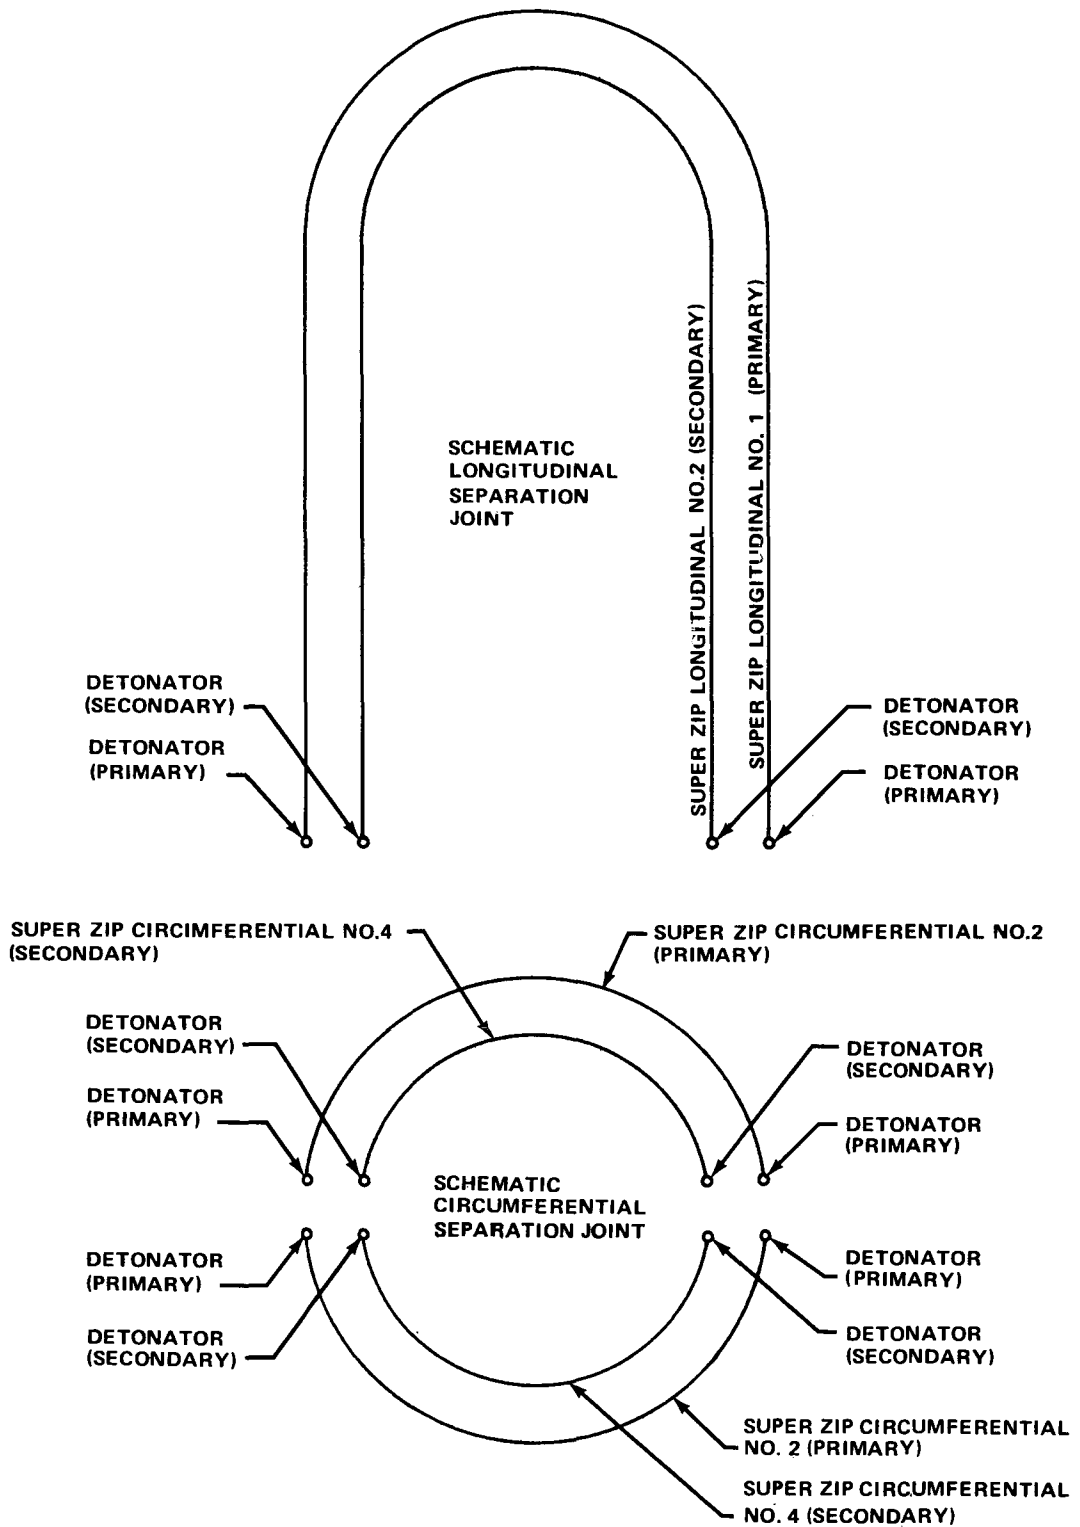 SUPER ZIP LONGITUDINAL NO.2 (SECONDARY)
SUPER ZIP LONGITUDINAL NO. 1 (PRIMARY)
SCHEMATIC
LONGITUDINAL
SEPARATION
JOINT
DETONATOR
(SECONDARY)
DETONATOR
(PRIMARY)
DETONATOR
(SECONDARY)
DETONATOR
(PRIMARY)
SUPER ZIP CIRCIMFERENTIAL NO.4
(SECONDARY)
SUPER ZIP CIRCUMFERENTIAL NO.2
(PRIMARY)
DETONATOR
(SECONDARY)
DETONATOR
(PRIMARY)
DETONATOR
(SECONDARY)
DETONATOR
(PRIMARY)
SCHEMATIC
CIRCUMFERENTIAL
SEPARATION JOINT
DETONATOR
(PRIMARY)
DETONATOR
(SECONDARY)
DETONATOR
(PRIMARY)
DETONATOR
(SECONDARY)
SUPER ZIP CIRCUMFERENTIAL
NO. 2 (PRIMARY)
SUPER ZIP CIRCUMFERENTIAL
NO. 4 (SECONDARY)